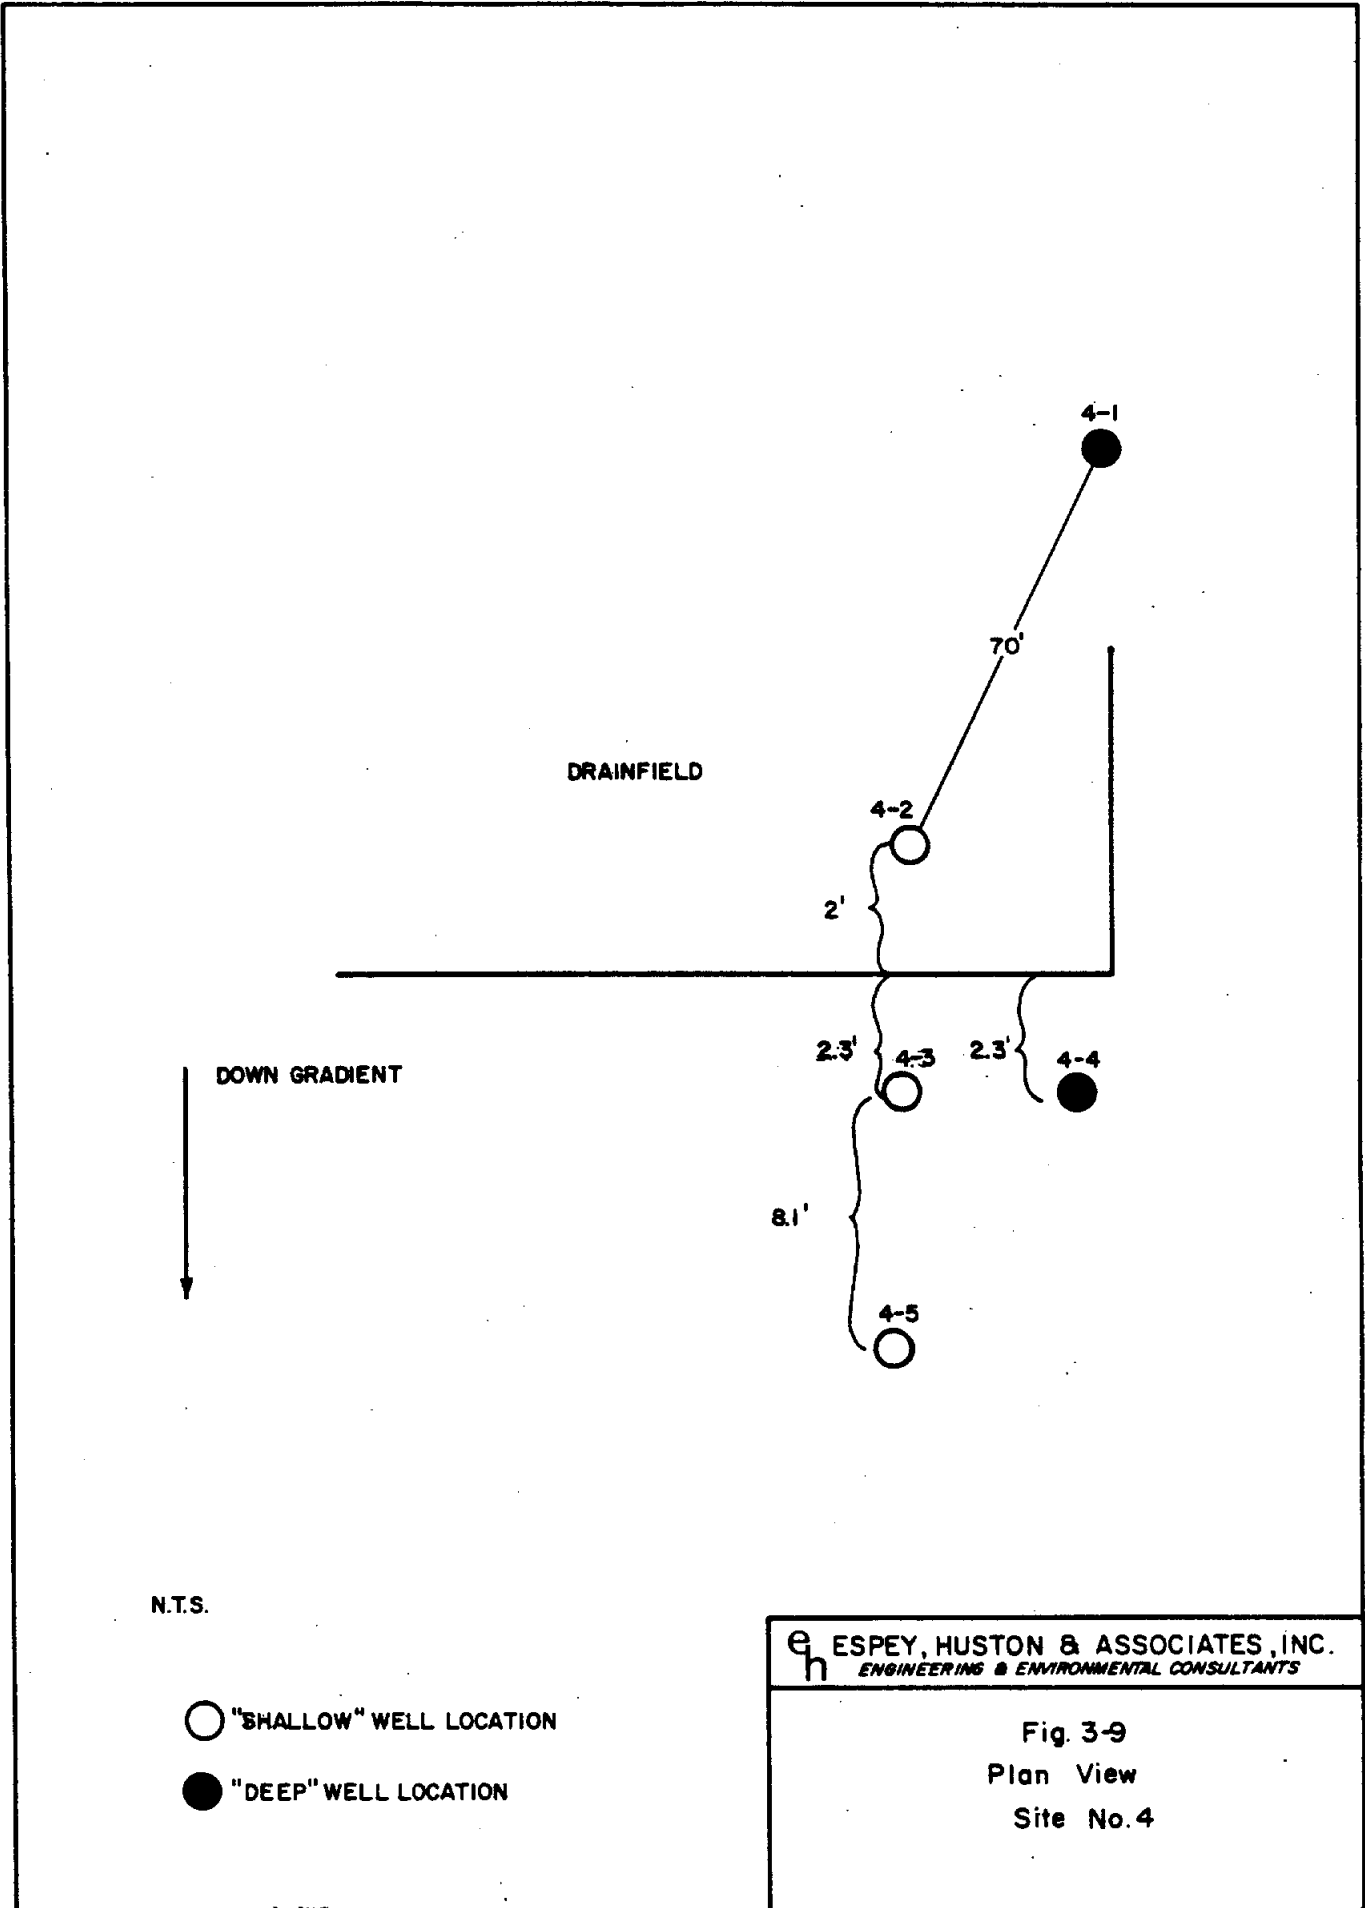 4-1
70'
DRAINFIELD
4-2
2'
2.3'
4-3
2.3'
4-4
DOWN GRADIENT
8.1'
4-5
N.T.S.
eh ESPEY, HUSTON & ASSOCIATES, INC.
ENGINEERING & ENVIRONMENTAL CONSULTANTS
"SHALLOW" WELL LOCATION
"DEEP" WELL LOCATION
Fig. 3-9
Plan View
Site No. 4